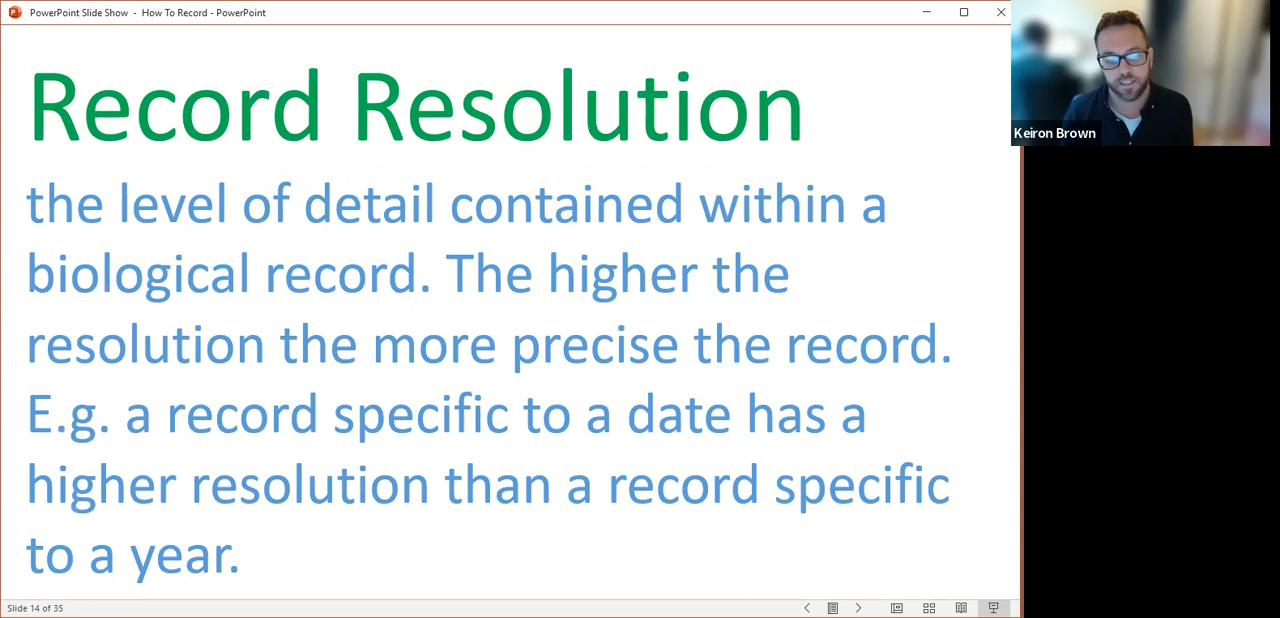 PowerPoint Slide Show - How To Record - PowerPoint
Keiron Brown
Record Resolution
the level of detail contained within a
biological record. The higher the
resolution the more precise the record.
E.g. a record specific to a date has a
higher resolution than a record specific
to a year.
Slide 14 of 35